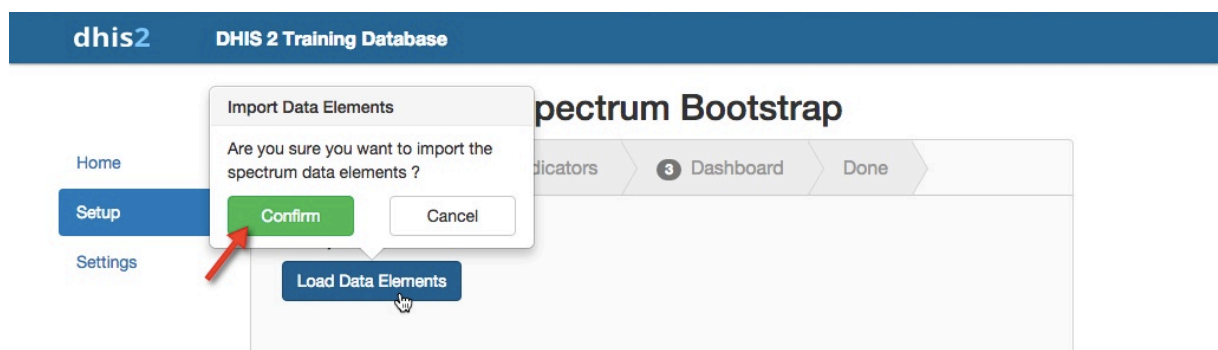 dhis2 DHIS 2 Training Database
pectrum Bootstrap
Import Data Elements
Are you sure you want to import the
spectrum data elements ?
Confirm Cancel
Home
Setup
Settings
dicators 3 Dashboard Done
Load Data Elements